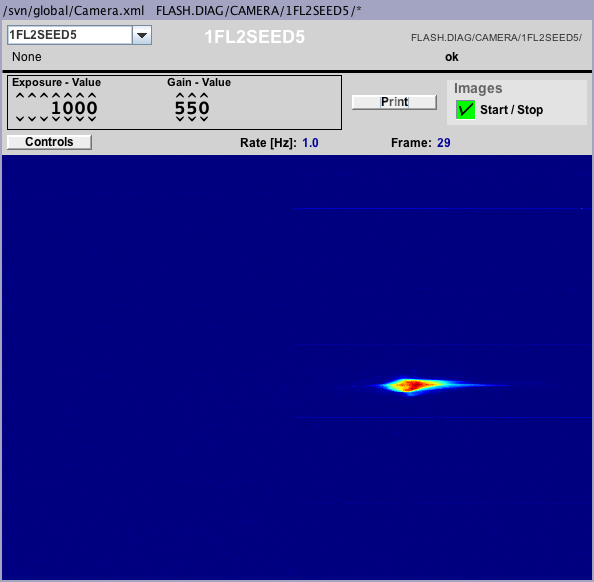 /svn/global/Camera.xml FLASH.DIAG/CAMERA/1FL2SEED5/*
1FL2SEED5 1FL2SEED5 FLASH.DIAG/CAMERA/1FL2SEED5/
None ok
Exposure - Value Gain - Value Images
1000 550 Print Start / Stop
Controls Rate [Hz]: 1.0 Frame: 29